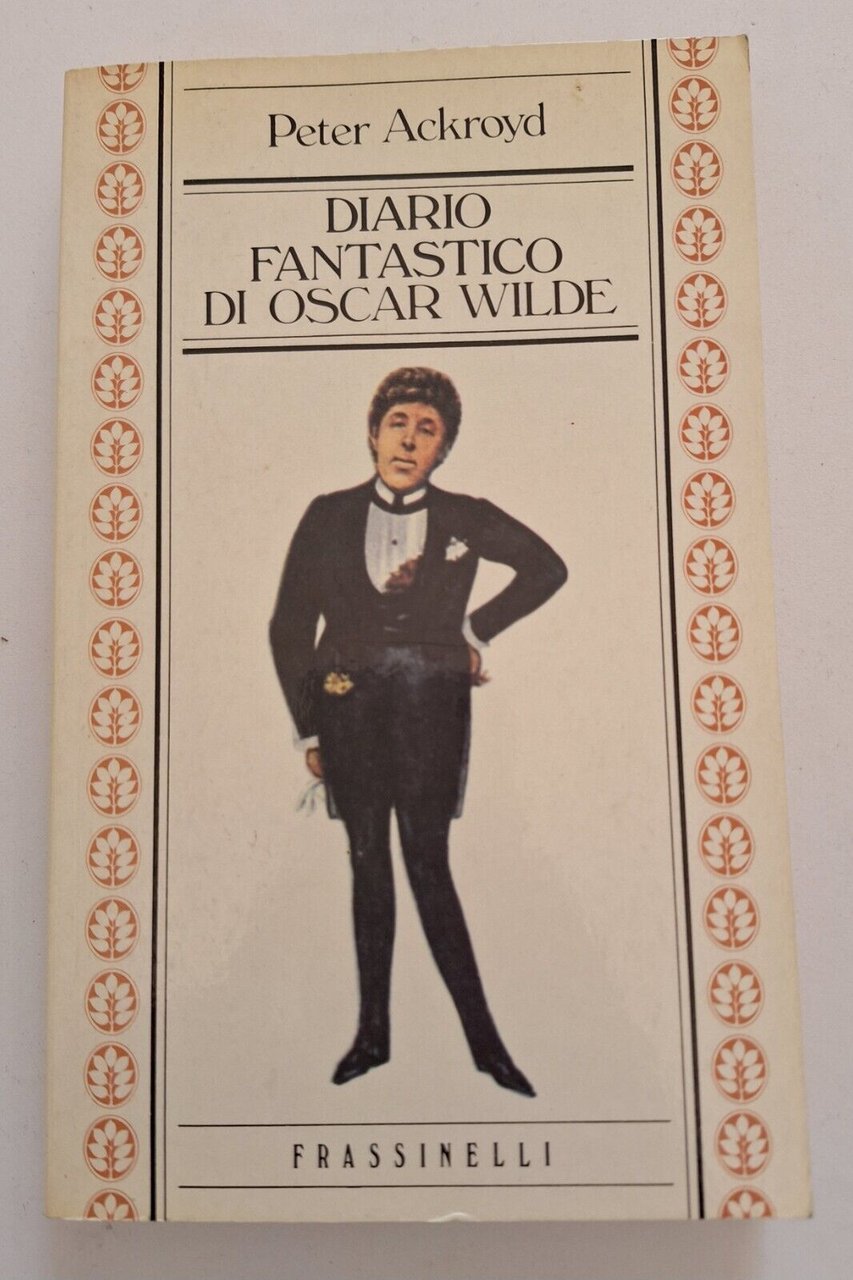 Peter Ackroyd
DIARIO
FANTASTICO
DI OSCAR WILDE
FRASSINELLI